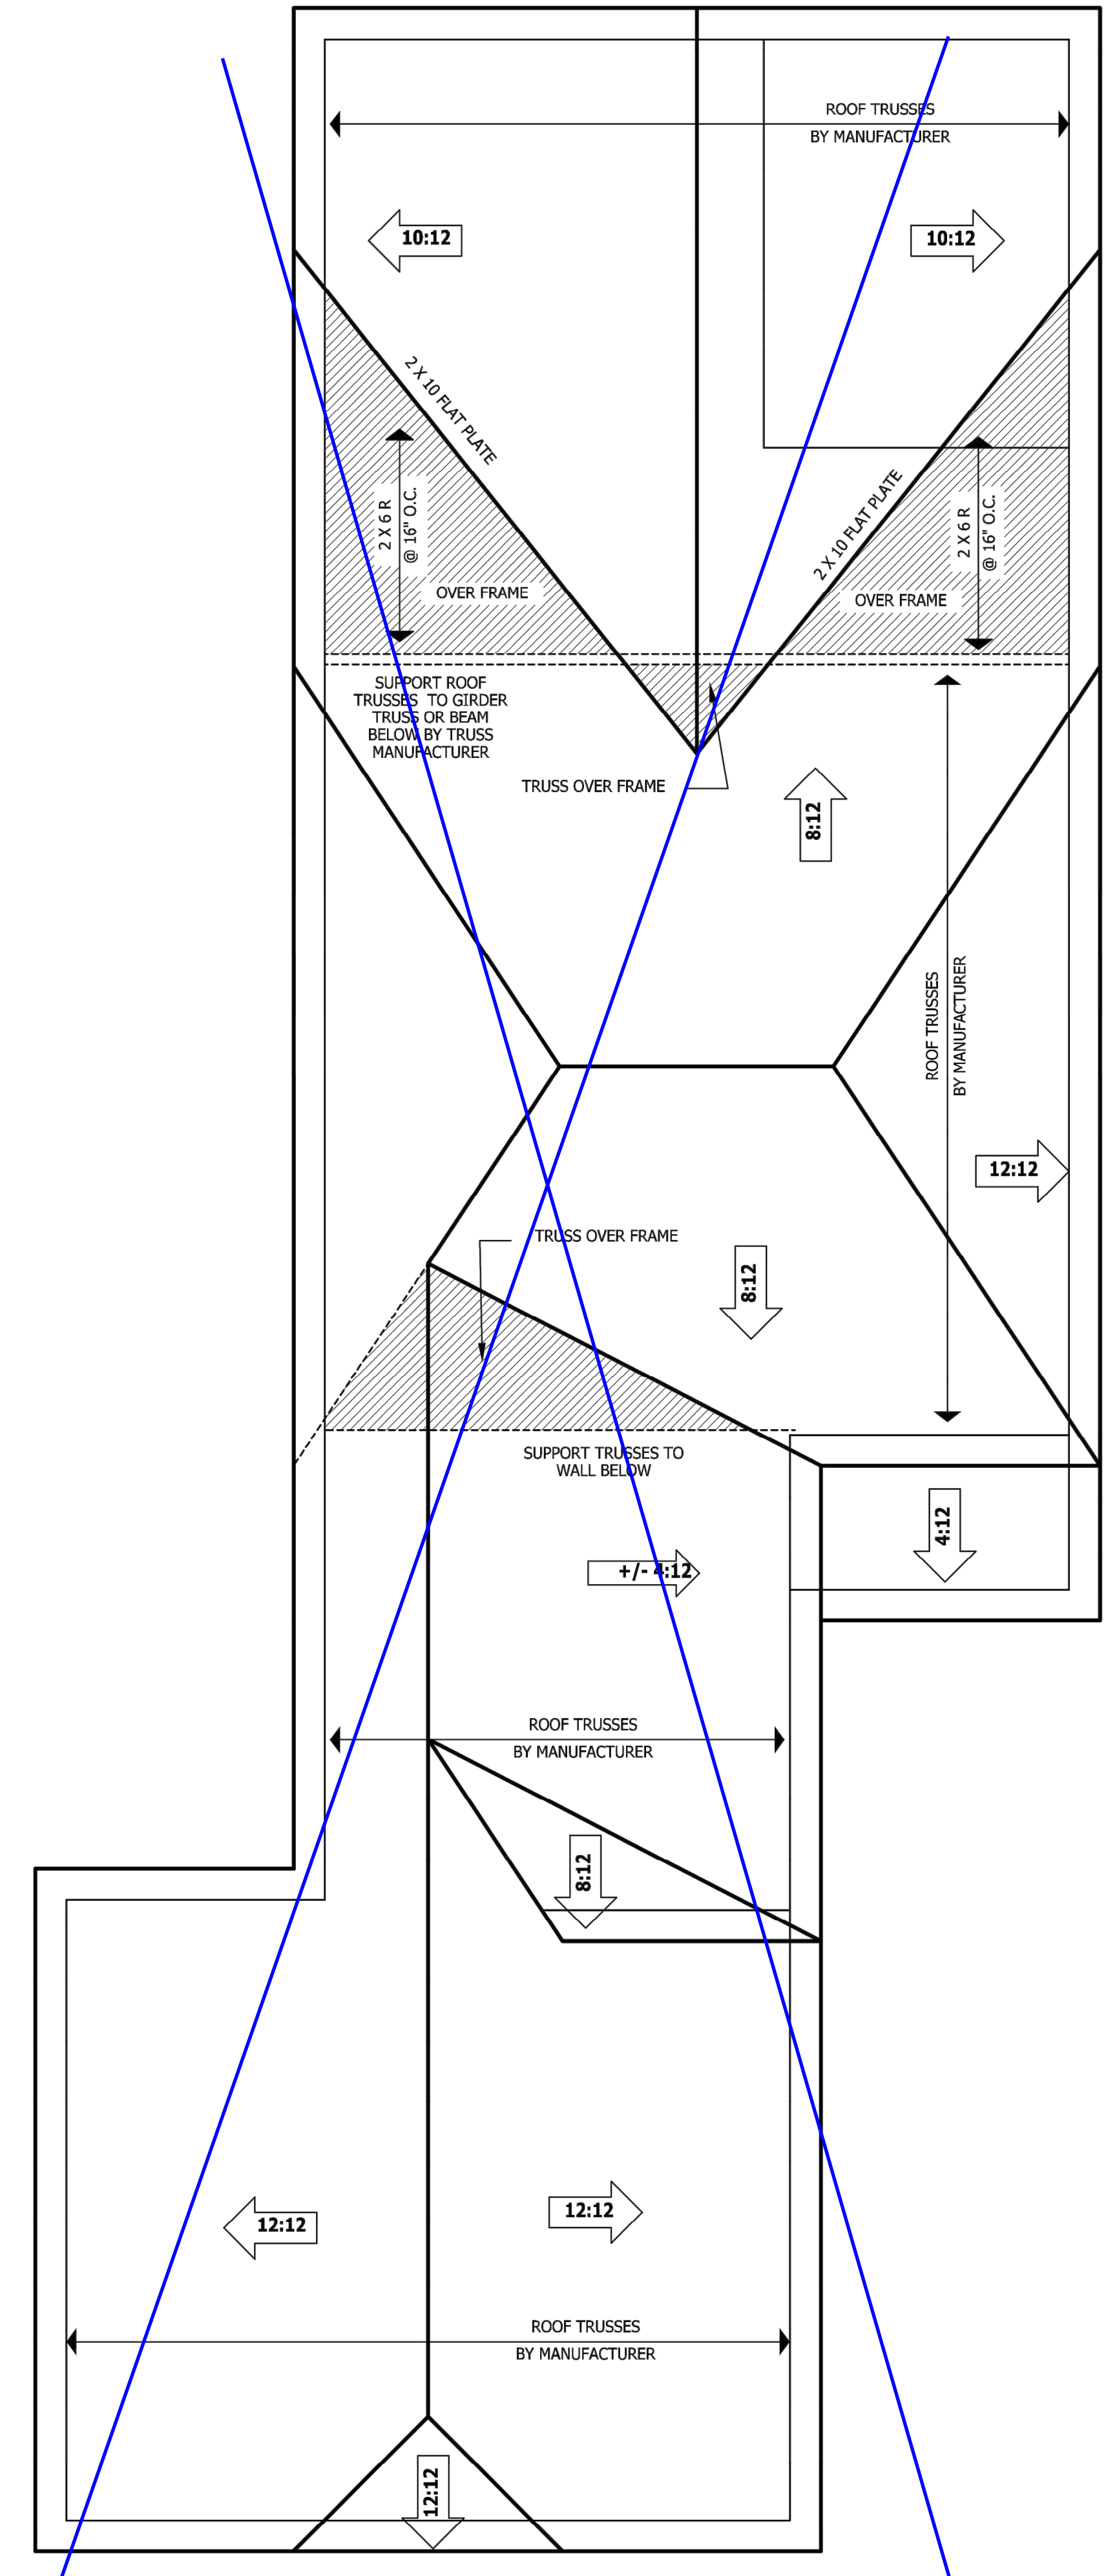 ROOF TRUSSES
BY MANUFACTURER
10:12
10:12
2 X 10 FLAT PLATE
2 X 10 FLAT PLATE
2 X 6 R
@ 16" O.C.
2 X 6 R
@ 16" O.C.
OVER FRAME
OVER FRAME
SUPPORT ROOF
TRUSSES TO GIRDER
TRUSS OR BEAM
BELOW BY TRUSS
MANUFACTURER
TRUSS OVER FRAME
8:12
ROOF TRUSSES
BY MANUFACTURER
12:12
TRUSS OVER FRAME
8:12
SUPPORT TRUSSES TO
WALL BELOW
4:12
+/- 4:12
ROOF TRUSSES
BY MANUFACTURER
8:12
12:12
12:12
ROOF TRUSSES
BY MANUFACTURER
12:12